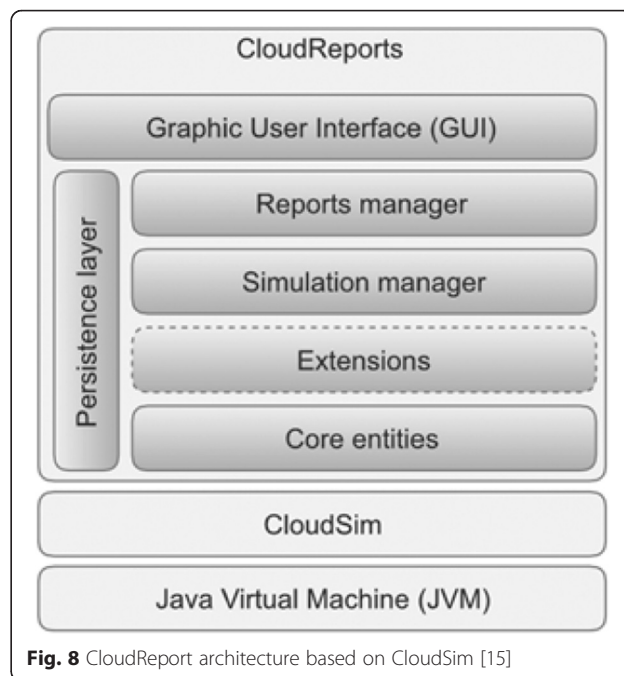 CloudReports
Graphic User Interface (GUI)
Persistence layer
Reports manager
Simulation manager
Extensions
Core entities
CloudSim
Java Virtual Machine (JVM)
Fig. 8 CloudReport architecture based on CloudSim [15]